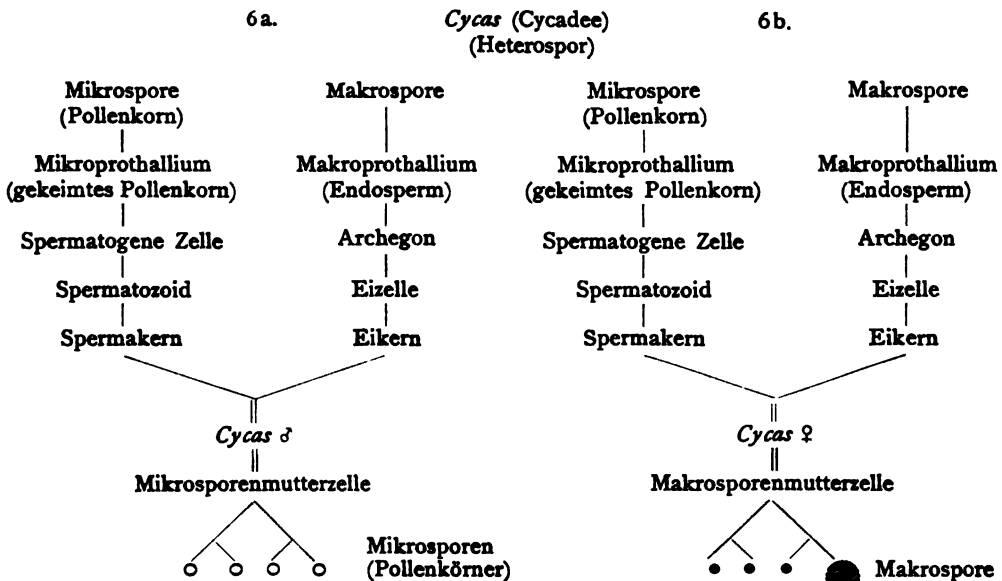 6a. Cycas (Cycadee) 6b.
(Heterospor)
Mikrospore Makrospore Mikrospore Makrospore
(Pollenkorn) (Pollenkorn)
Mikroprothallium Makroprothallium Mikroprothallium Makroprothallium
(gekeimtes Pollenkorn) (Endosperm) (gekeimtes Pollenkorn) (Endosperm)
Spermatogene Zelle Archegon Spermatogene Zelle Archegon
Spermatozoid Eizelle Spermatozoid Eizelle
Spermakern Eikern Spermakern Eikern
Cycas ♂ Cycas ♀
Mikrosporenmutterzelle Makrosporenmutterzelle
Mikrosporen
(Pollenkörner) Makrospore